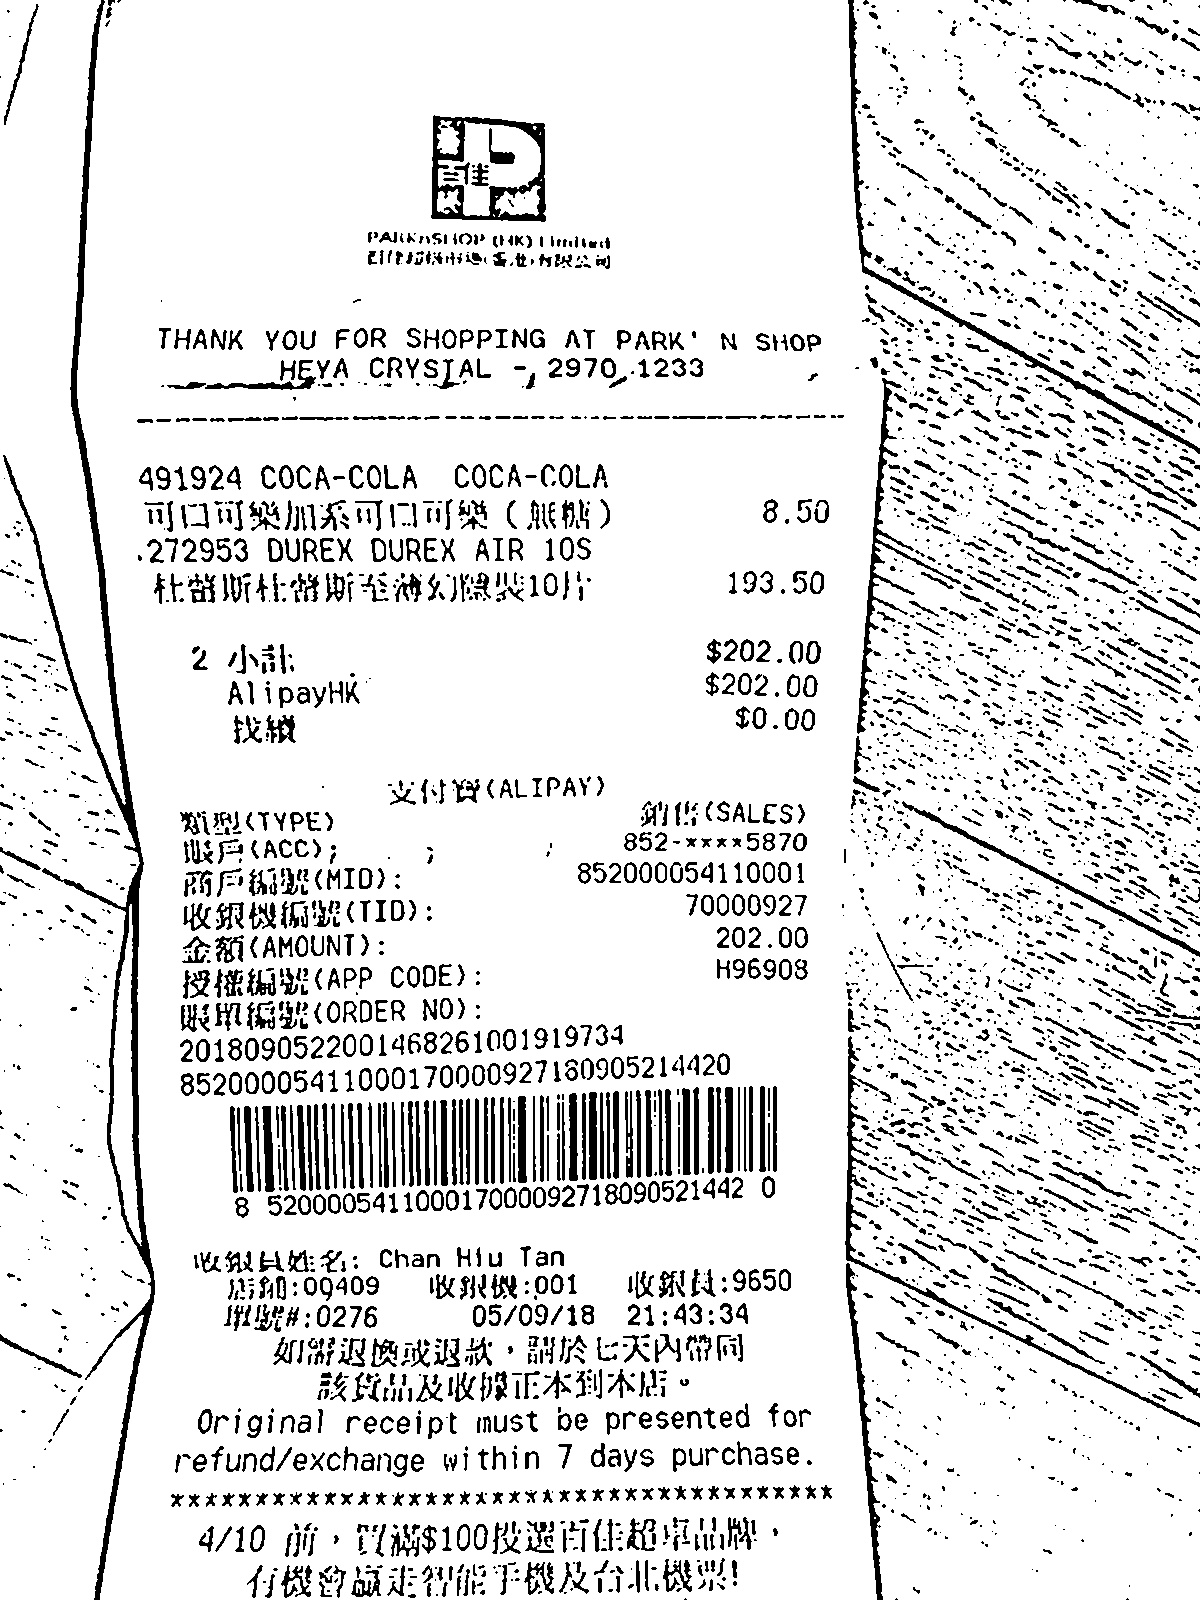 百佳
PARKnSHOP (HK) Limited
百佳超級市場(香港)有限公司
THANK YOU FOR SHOPPING AT PARK' N SHOP
HEYA CRYSTAL - 2970 1233
491924 COCA-COLA COCA-COLA
可口可樂加系可口可樂(無糖) 8.50
.272953 DUREX DUREX AIR 10S
杜蕾斯杜蕾斯至薄幻隱裝10片 193.50
2 小計 $202.00
AlipayHK $202.00
找續 $0.00
支付寶(ALIPAY)
類型(TYPE) 銷售(SALES)
賬戶(ACC): 852-****5870
商戶編號(MID): 852000054110001
收銀機編號(TID): 70000927
金額(AMOUNT): 202.00
授權編號(APP CODE): H96908
賬單編號(ORDER NO):
2018090522001468261001919734
85200005411000170000927180905214420
8 520000541100017000092718090521442 0
收銀員姓名: Chan Hiu Tan
店舖:00409 收銀機:001 收銀員:9650
單號#:0276 05/09/18 21:43:34
如需退換或退款,請於七天內帶同
該貨品及收據正本到本店。
Original receipt must be presented for
refund/exchange within 7 days purchase.
****************************************
4/10 前,買滿$100投選百佳超卓品牌,
有機會贏走智能手機及台北機票!